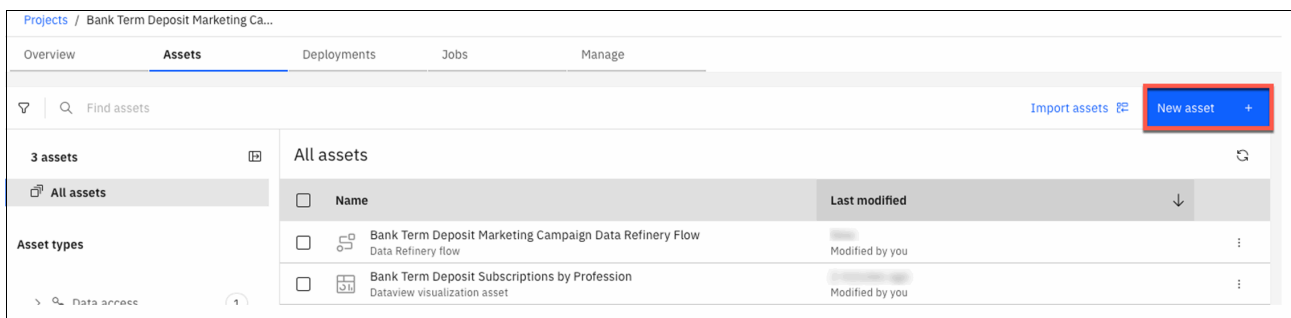 Projects / Bank Term Deposit Marketing Ca...
Overview Assets Deployments Jobs Manage
Find assets Import assets New asset +
3 assets All assets
All assets Name Last modified
Asset types
Bank Term Deposit Marketing Campaign Data Refinery Flow
Data Refinery flow Modified by you
Bank Term Deposit Subscriptions by Profession
Dataview visualization asset Modified by you
Data access 1